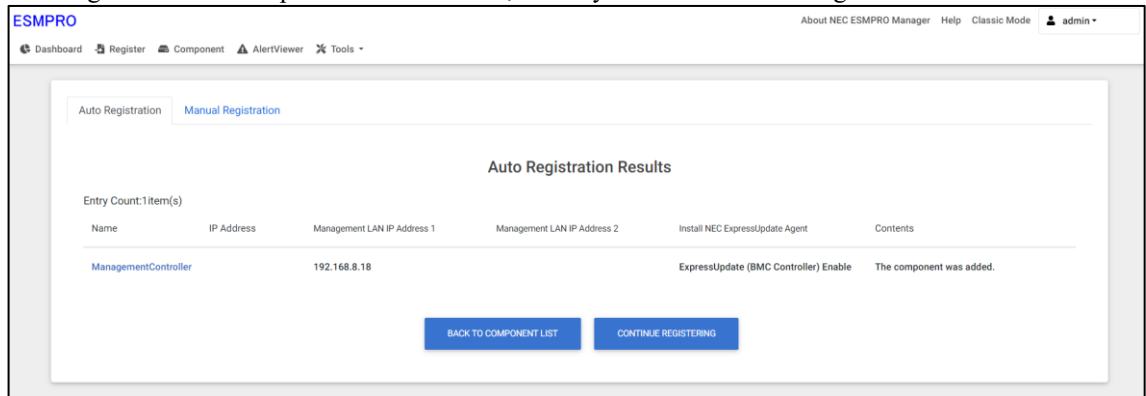 ESMPRO
About NEC ESMPRO Manager Help Classic Mode admin
Dashboard Register Component AlertViewer Tools
Auto Registration Manual Registration
Auto Registration Results
Entry Count:1item(s)
Name IP Address Management LAN IP Address 1 Management LAN IP Address 2 Install NEC ExpressUpdate Agent Contents
ManagementController 192.168.8.18 ExpressUpdate (BMC Controller) Enable The component was added.
BACK TO COMPONENT LIST CONTINUE REGISTERING